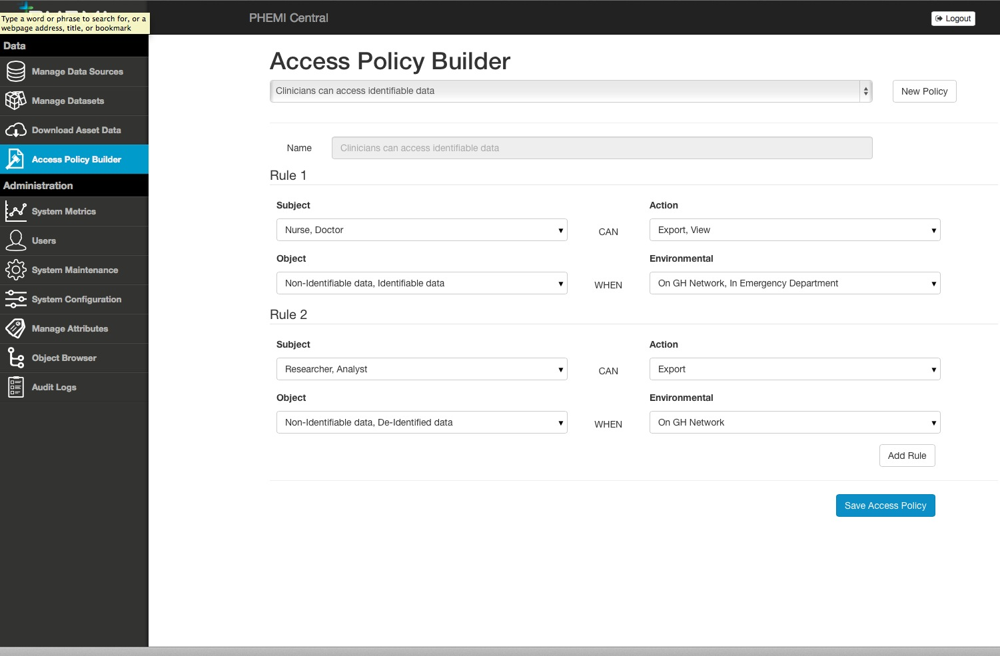 Type a word or phrase to search for, or a
webpage address, title, or bookmark
PHEMI Central
Logout
Data
Manage Data Sources
Manage Datasets
Download Asset Data
Access Policy Builder
Administration
System Metrics
Users
System Maintenance
System Configuration
Manage Attributes
Object Browser
Audit Logs
Access Policy Builder
Clinicians can access identifiable data
New Policy
Name
Clinicians can access identifiable data
Rule 1
Subject
Action
Nurse, Doctor
CAN
Export, View
Object
Environmental
Non-Identifiable data, Identifiable data
WHEN
On GH Network, In Emergency Department
Rule 2
Subject
Action
Researcher, Analyst
CAN
Export
Object
Environmental
Non-Identifiable data, De-Identified data
WHEN
On GH Network
Add Rule
Save Access Policy